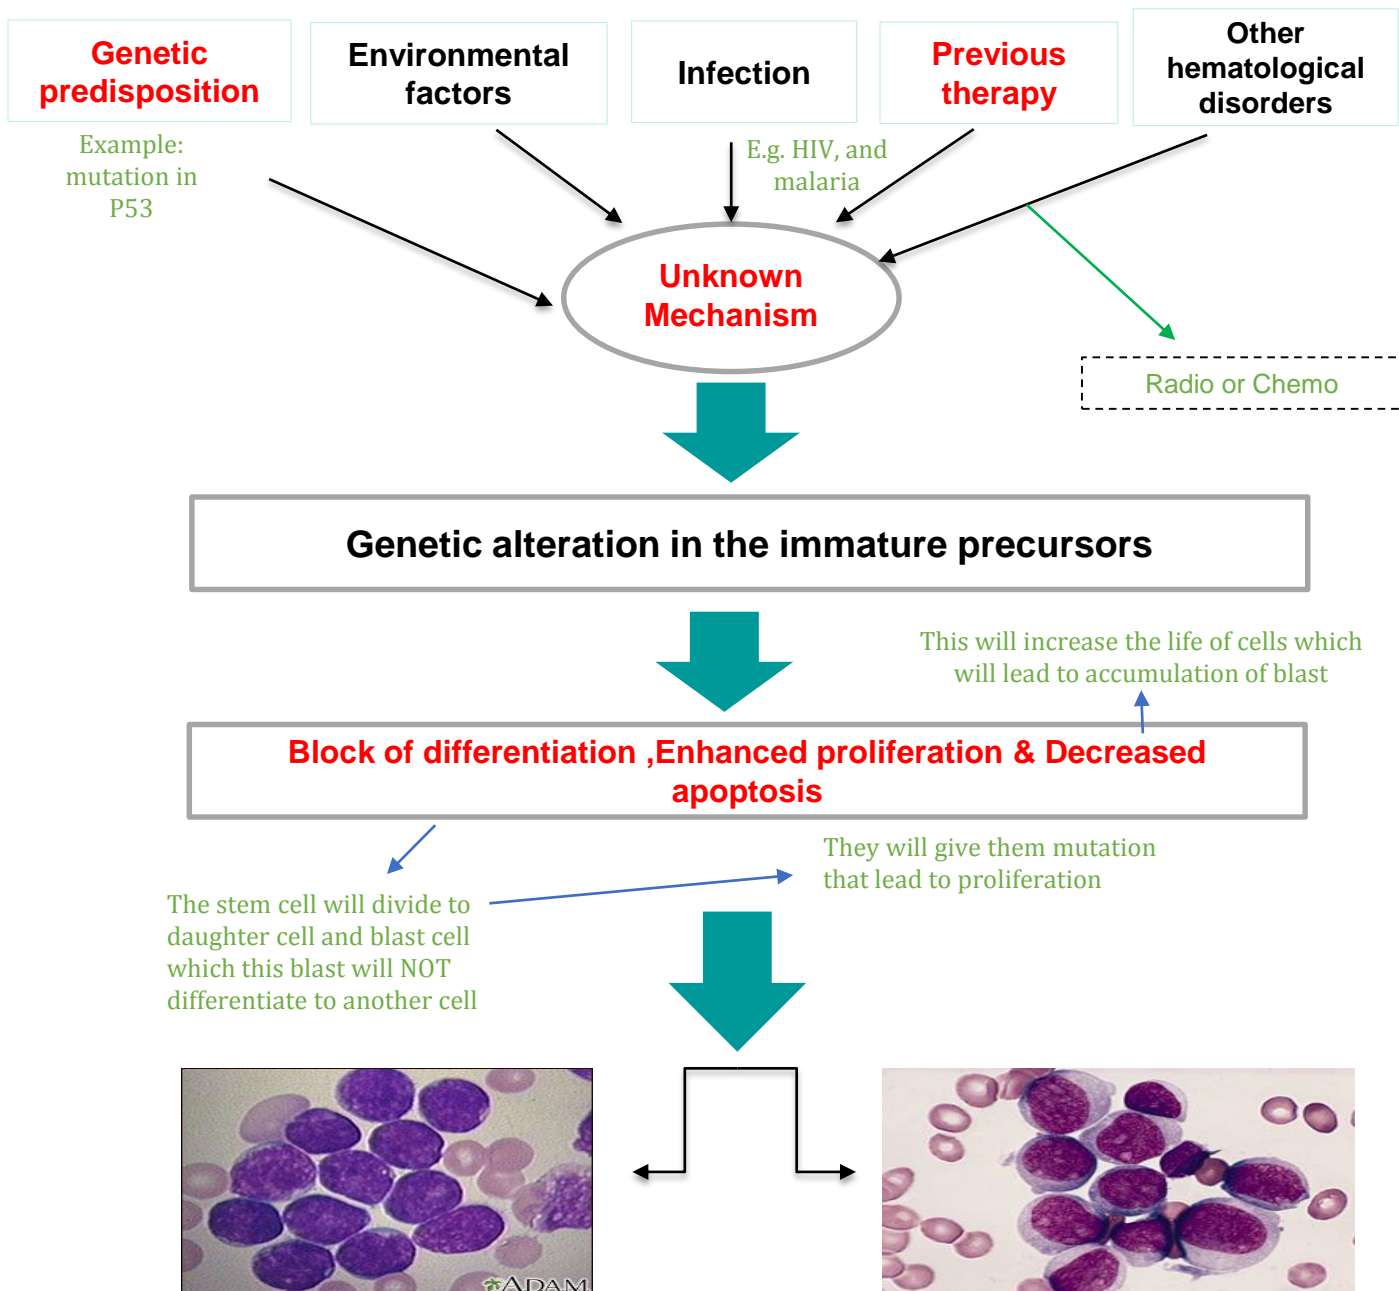 Genetic
predisposition
Environmental
factors
Infection
Previous
therapy
Other
hematological
disorders
Example:
mutation in
P53
E.g. HIV, and
malaria
Unknown
Mechanism
Radio or Chemo
Genetic alteration in the immature precursors
This will increase the life of cells which
will lead to accumulation of blast
Block of differentiation ,Enhanced proliferation & Decreased
apoptosis
They will give them mutation
that lead to proliferation
The stem cell will divide to
daughter cell and blast cell
which this blast will NOT
differentiate to another cell
ADAM